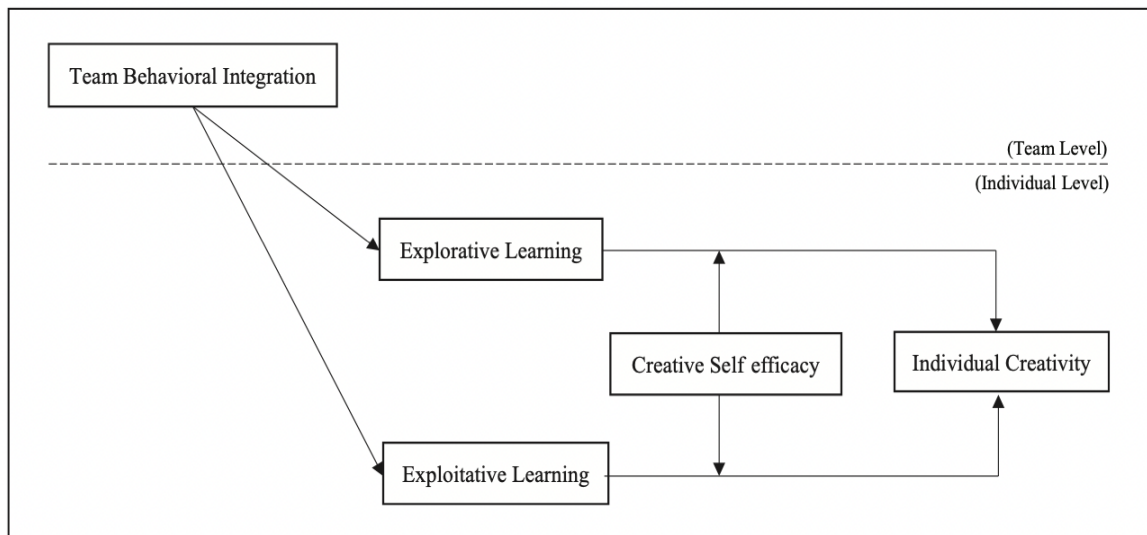 Team Behavioral Integration
(Team Level)
(Individual Level)
Explorative Learning
Creative Self efficacy
Individual Creativity
Exploitative Learning